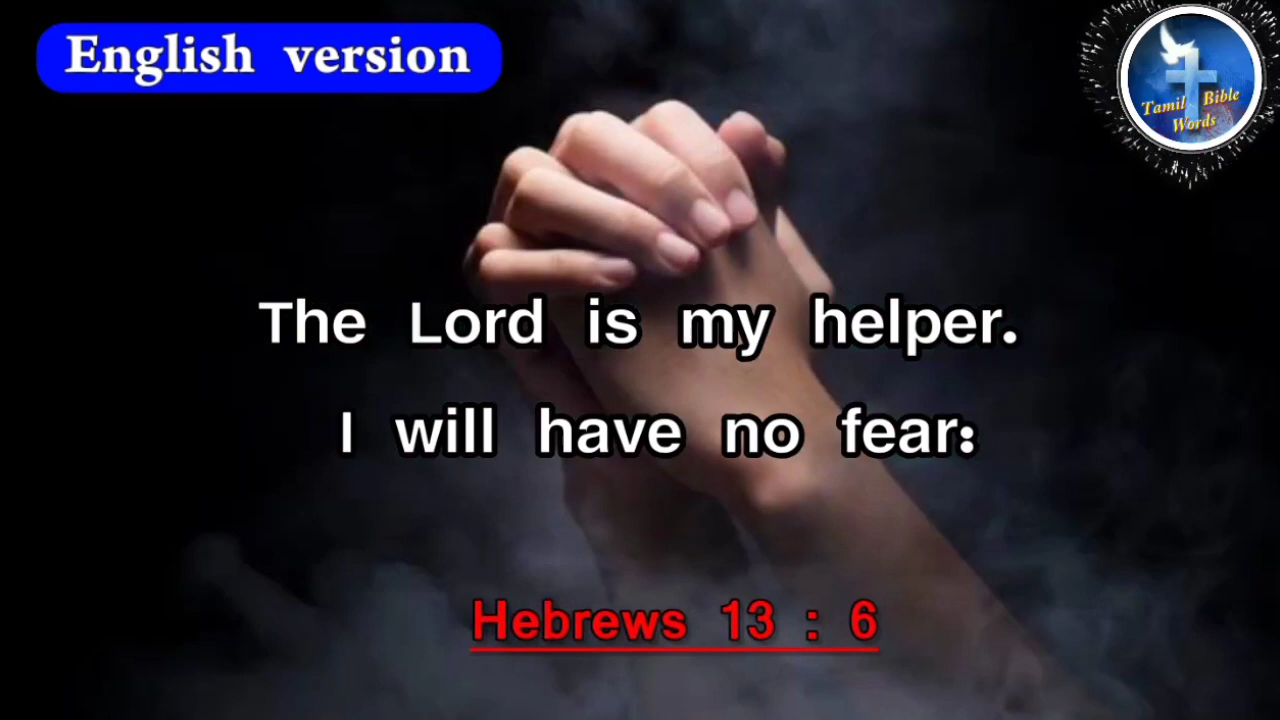 English version
Tamil Bible
Words
The Lord is my helper.
I will have no fear:
Hebrews 13 : 6